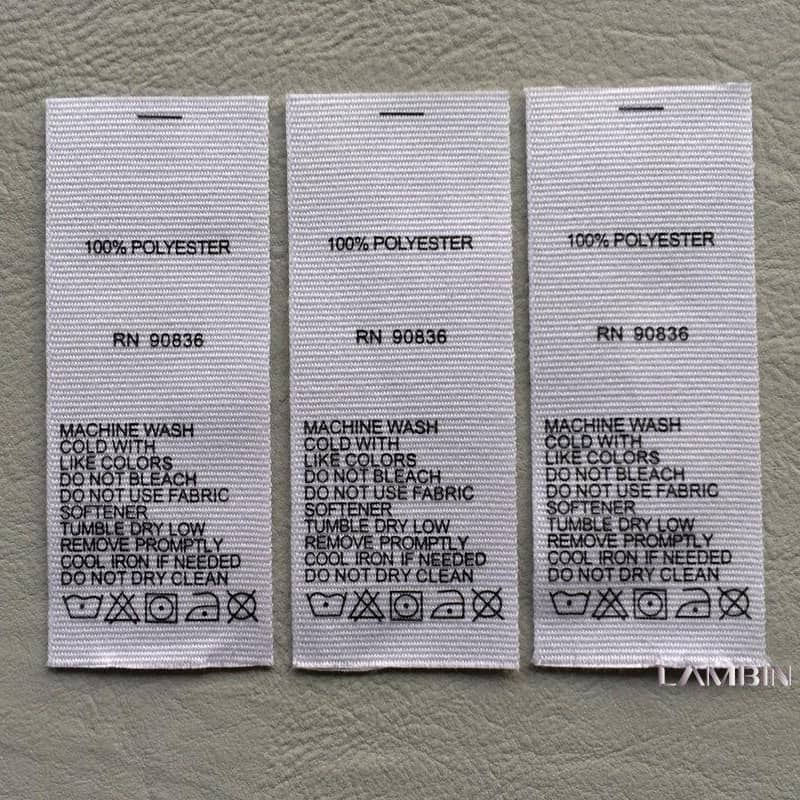 100% POLYESTER
RN 90836
MACHINE WASH
COLD WITH
LIKE COLORS
DO NOT BLEACH
DO NOT USE FABRIC
SOFTENER
TUMBLE DRY LOW
REMOVE PROMPTLY
COOL IRON IF NEEDED
DO NOT DRY CLEAN
100% POLYESTER
RN 90836
MACHINE WASH
COLD WITH
LIKE COLORS
DO NOT BLEACH
DO NOT USE FABRIC
SOFTENER
TUMBLE DRY LOW
REMOVE PROMPTLY
COOL IRON IF NEEDED
DO NOT DRY CLEAN
100% POLYESTER
RN 90836
MACHINE WASH
COLD WITH
LIKE COLORS
DO NOT BLEACH
DO NOT USE FABRIC
SOFTENER
TUMBLE DRY LOW
REMOVE PROMPTLY
COOL IRON IF NEEDED
DO NOT DRY CLEAN
LAMBIN